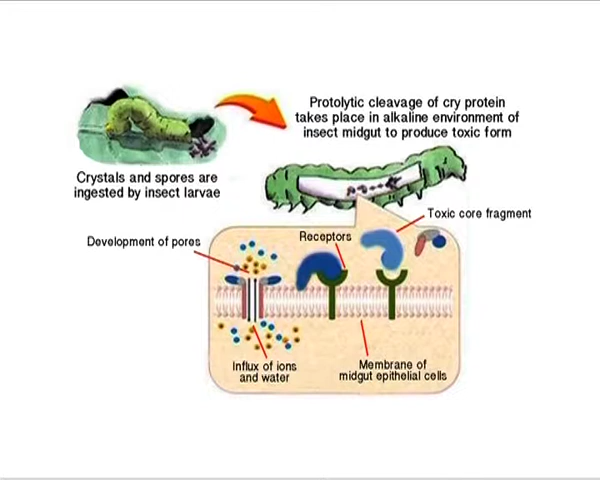 Protolytic cleavage of cry protein
takes place in alkaline environment of
insect midgut to produce toxic form
Crystals and spores are
ingested by insect larvae
Toxic core fragment
Development of pores
Receptors
Influx of ions
and water
Membrane of
midgut epithelial cells